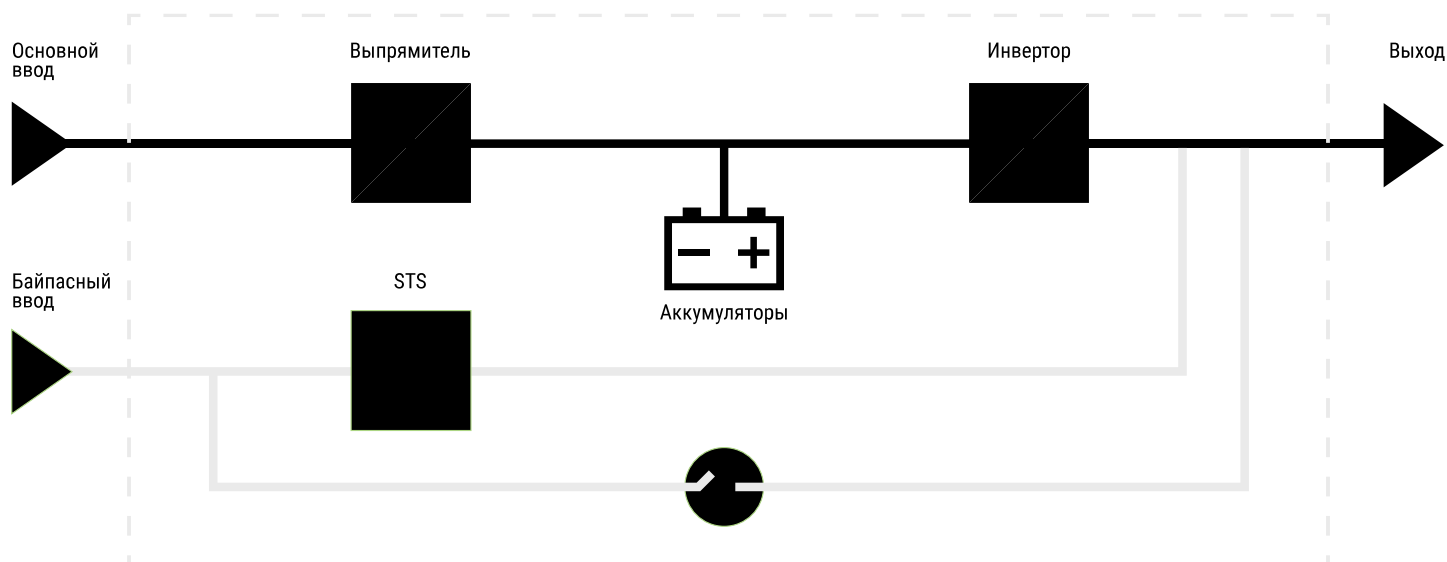 Основной
ввод
Выпрямитель
Инвертор
Выход
Байпасный
ввод
STS
Аккумуляторы